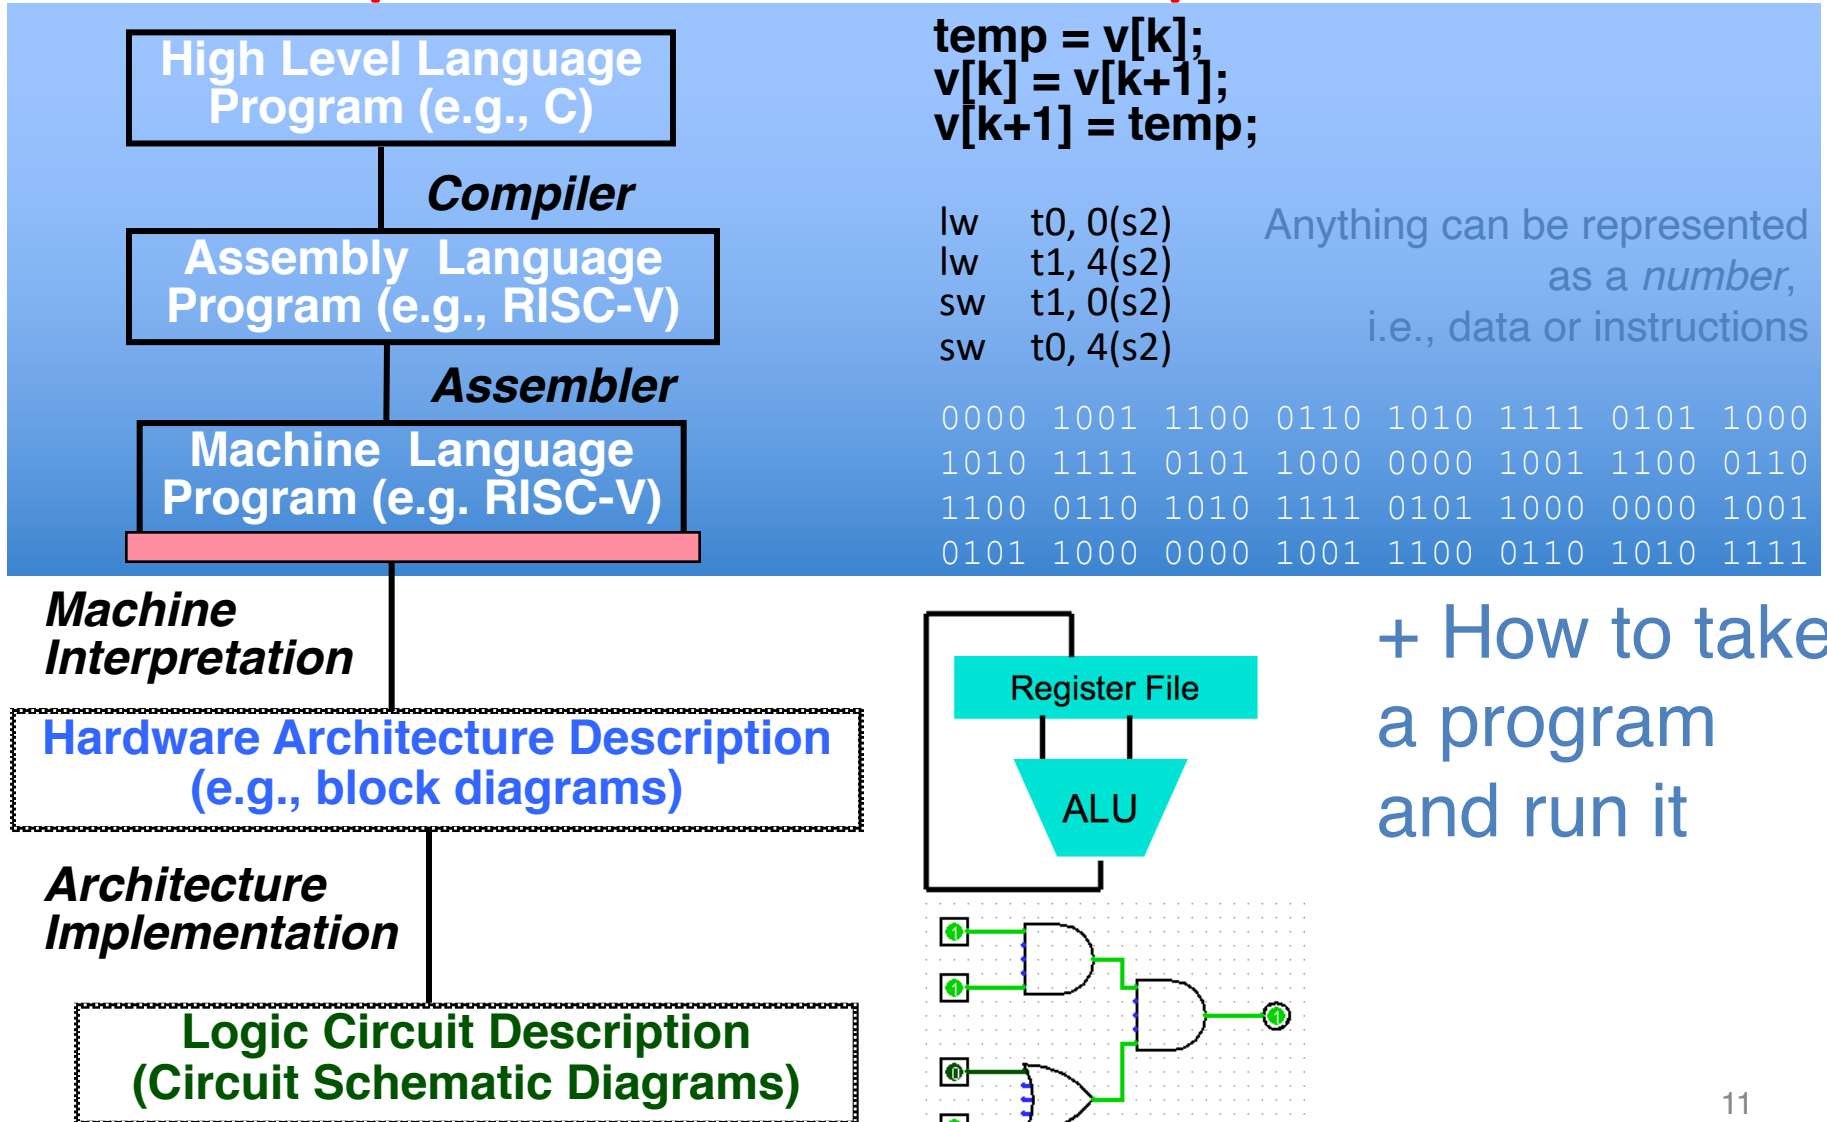 High Level Language
Program (e.g., C)
temp = v[k];
v[k] = v[k+1];
v[k+1] = temp;
Compiler
Assembly Language
Program (e.g., RISC-V)
lw t0, 0(s2)
lw t1, 4(s2)
sw t1, 0(s2)
sw t0, 4(s2)
Anything can be represented
as a number,
i.e., data or instructions
Assembler
Machine Language
Program (e.g. RISC-V)
0000 1001 1100 0110 1010 1111 0101 1000
1010 1111 0101 1000 0000 1001 1100 0110
1100 0110 1010 1111 0101 1000 0000 1001
0101 1000 0000 1001 1100 0110 1010 1111
Machine
Interpretation
+ How to take
a program
and run it
Register File
ALU
Hardware Architecture Description
(e.g., block diagrams)
Architecture
Implementation
1
1
1
0
Logic Circuit Description
(Circuit Schematic Diagrams)
11